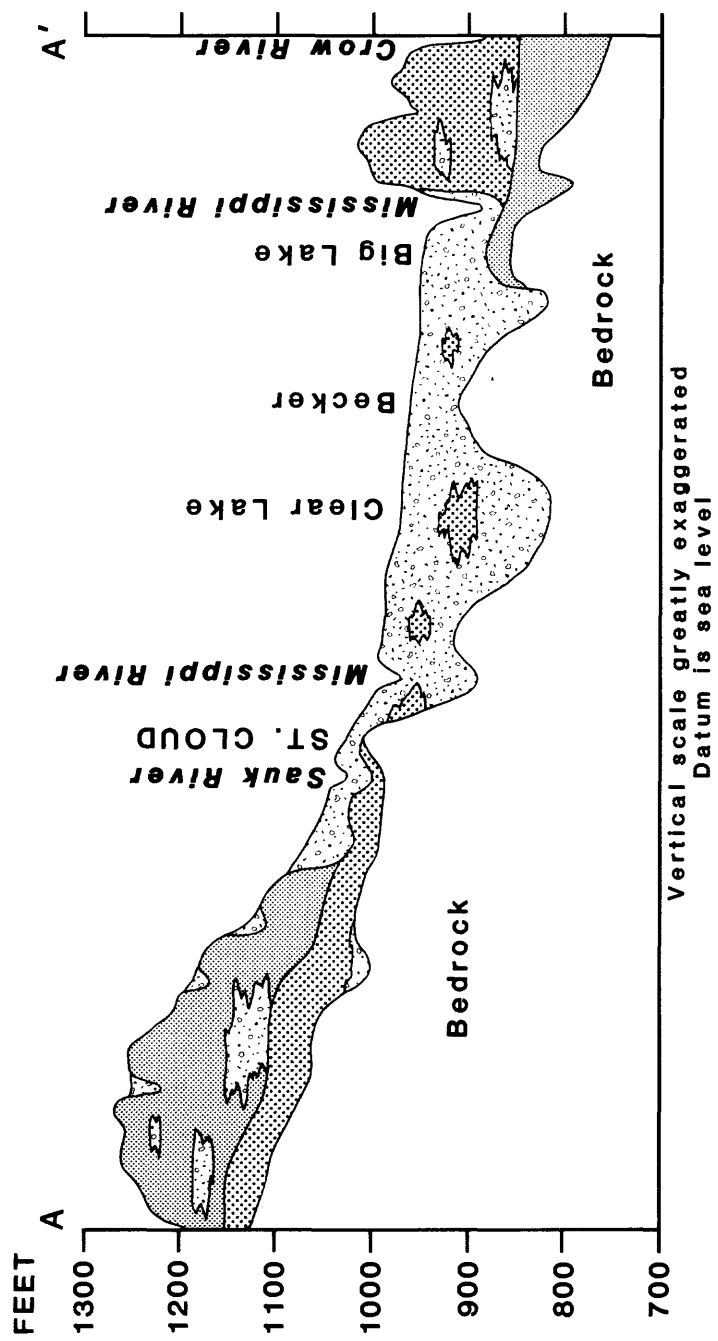 FEET
1300
1200
1100
1000
900
800
700
A
A'
Sauk River
ST. CLOUD
Mississippi River
Clear Lake
Becker
Big Lake
Mississippi River
Crow River
Bedrock
Bedrock
Vertical scale greatly exaggerated
Datum is sea level